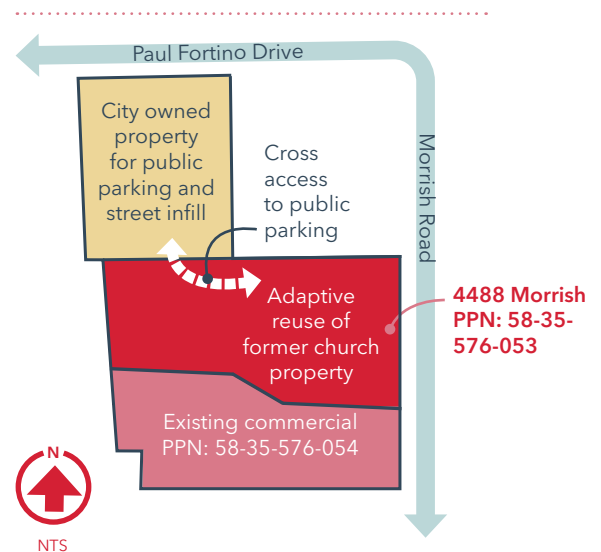 Paul Fortino Drive
City owned
property
for public
parking and
street infill
Cross
access
to public
parking
Morrish Road
Adaptive
reuse of
former church
property
4488 Morrish
PPN: 58-35-
576-053
Existing commercial
PPN: 58-35-576-054
N
NTS